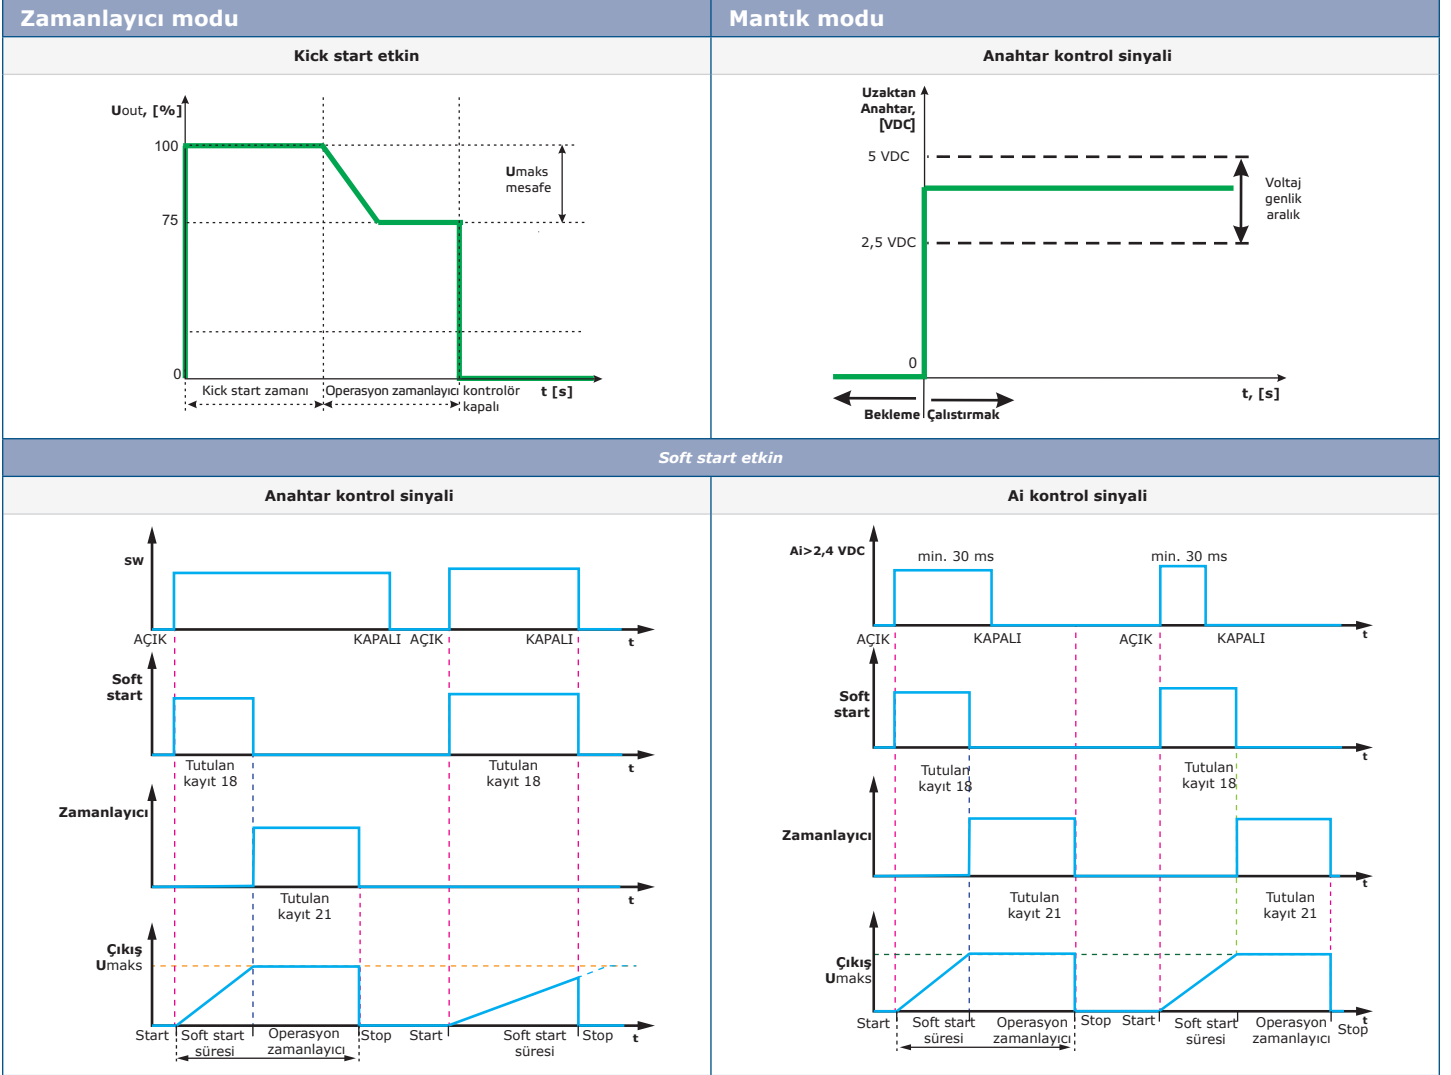 Zamanlayıcı modu
Mantık modu
Kick start etkin
Anahtar kontrol sinyali
Uout, [%]
100
75
0
Umaks
mesafe
Kick start zamanı
Operasyon zamanlayıcı
kontrolör
kapalı
t [s]
Uzaktan
Anahtar,
[VDC]
5 VDC
2,5 VDC
0
Voltaj
genlik
aralık
t, [s]
Bekleme
Çalıstırmak
Soft start etkin
Anahtar kontrol sinyali
Ai kontrol sinyali
SW
AÇIK
KAPALI
AÇIK
KAPALI
t
Soft
start
Tutulan
kayıt 18
Tutulan
kayıt 18
t
Zamanlayıcı
Tutulan
kayıt 21
t
Çıkış
Umaks
Start
Soft start
süresi
Operasyon
zamanlayıcı
Stop
Start
Soft start
süresi
Stop
t
Ai>2,4 VDC
min. 30 ms
min. 30 ms
AÇIK
KAPALI
AÇIK
KAPALI
t
Soft
start
Tutulan
kayıt 18
Tutulan
kayıt 18
t
Zamanlayıcı
Tutulan
kayıt 21
Tutulan
kayıt 21
t
Çıkış
Umaks
Start
Soft start
süresi
Operasyon
zamanlayıcı
Stop
Start
Soft start
süresi
Operasyon
zamanlayıcı
Stop
t